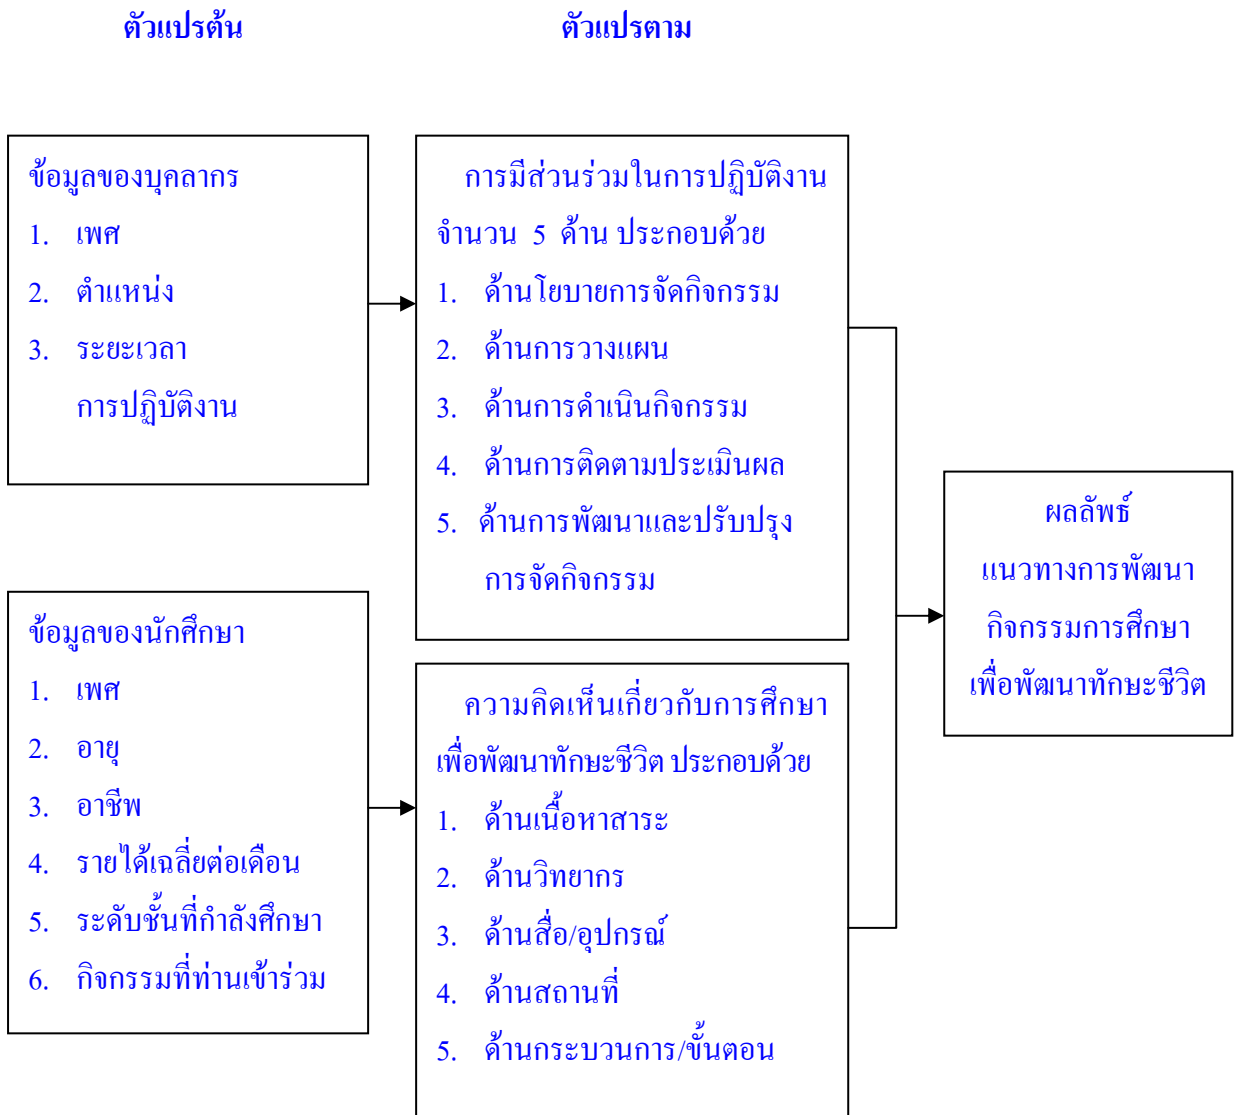 ตัวแปรต้น
ตัวแปรตาม
ข้อมูลของบุคลากร
1. เพศ
2. ตำแหน่ง
3. ระยะเวลา
การปฏิบัติงาน
การมีส่วนร่วมในการปฏิบัติงาน
จำนวน 5 ด้าน ประกอบด้วย
1. ด้านโยบายการจัดกิจกรรม
2. ด้านการวางแผน
3. ด้านการดำเนินกิจกรรม
4. ด้านการติดตามประเมินผล
5. ด้านการพัฒนาและปรับปรุง
การจัดกิจกรรม
ข้อมูลของนักศึกษา
1. เพศ
2. อายุ
3. อาชีพ
4. รายได้เฉลี่ยต่อเดือน
5. ระดับชั้นที่กำลังศึกษา
6. กิจกรรมที่ท่านเข้าร่วม
ความคิดเห็นเกี่ยวกับการศึกษา
เพื่อพัฒนาทักษะชีวิต ประกอบด้วย
1. ด้านเนื้อหาสาระ
2. ด้านวิทยากร
3. ด้านสื่อ/อุปกรณ์
4. ด้านสถานที่
5. ด้านกระบวนการ/ขั้นตอน
ผลลัพธ์
แนวทางการพัฒนา
กิจกรรมการศึกษา
เพื่อพัฒนาทักษะชีวิต